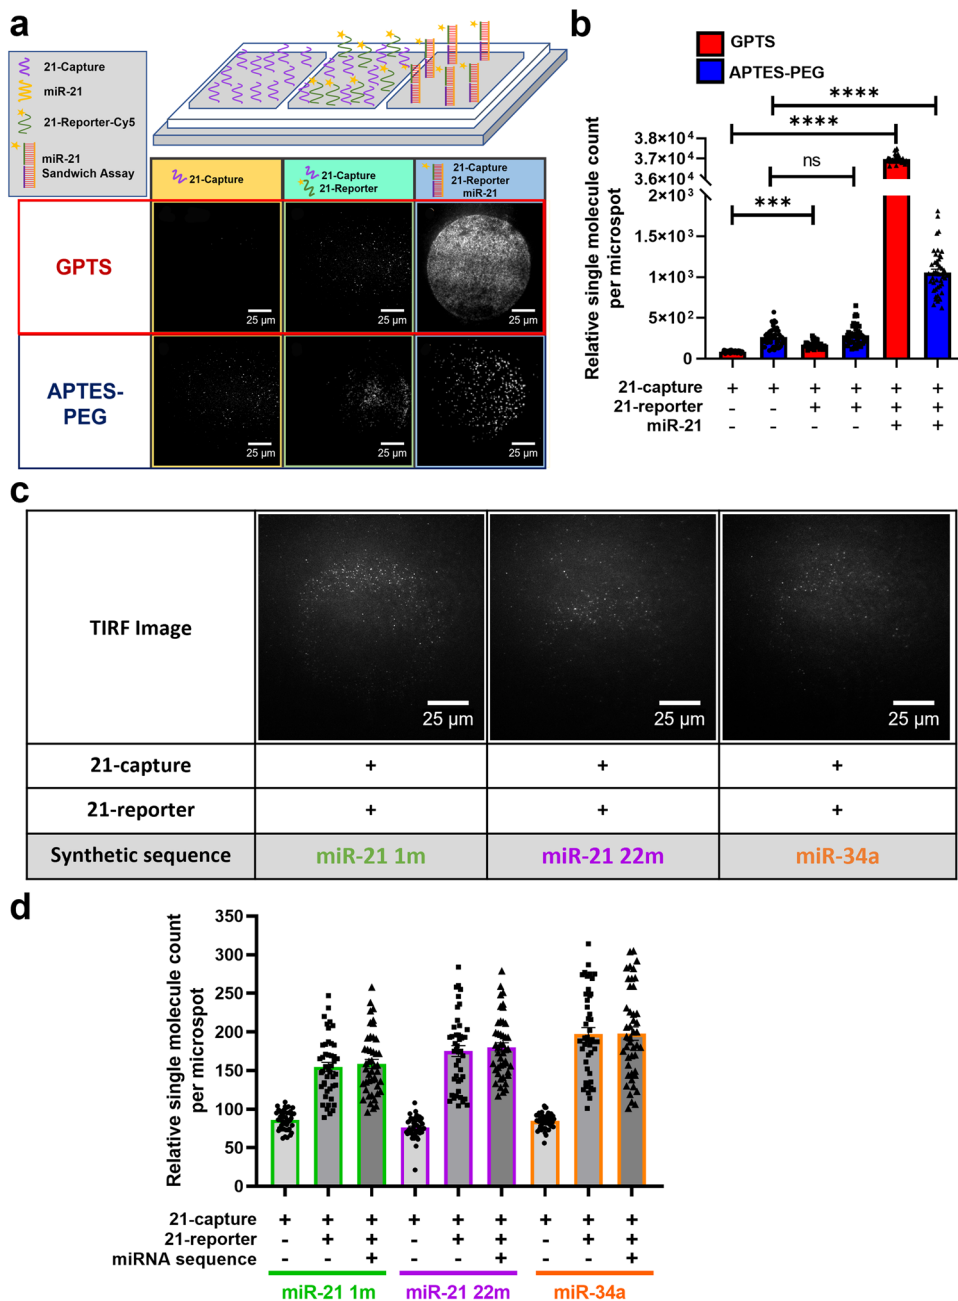 a
21-Capture
miR-21
21-Reporter-Cy5
miR-21
Sandwich Assay
21-Capture
21-Capture
21-Reporter
21-Capture
21-Reporter
miR-21
GPTS
25 µm
25 µm
25 µm
APTES-
PEG
25 µm
25 µm
25 µm
b
GPTS
APTES-PEG
Relative single molecule count
per microspot
3.8×10⁴
3.7×10⁴
3.6×10⁴
2×10³
1.5×10³
1×10³
5×10²
0
****
****
ns
***
21-capture + + + + + +
21-reporter - - + + + +
miR-21 - - - - + +
c
TIRF Image
25 µm
25 µm
25 µm
21-capture + + +
21-reporter + + +
Synthetic sequence miR-21 1m miR-21 22m miR-34a
d
Relative single molecule count
per microspot
350
300
250
200
150
100
50
0
21-capture + + + + + + + + +
21-reporter - + + - + + - + +
miRNA sequence - - + - - + - - +
miR-21 1m miR-21 22m miR-34a